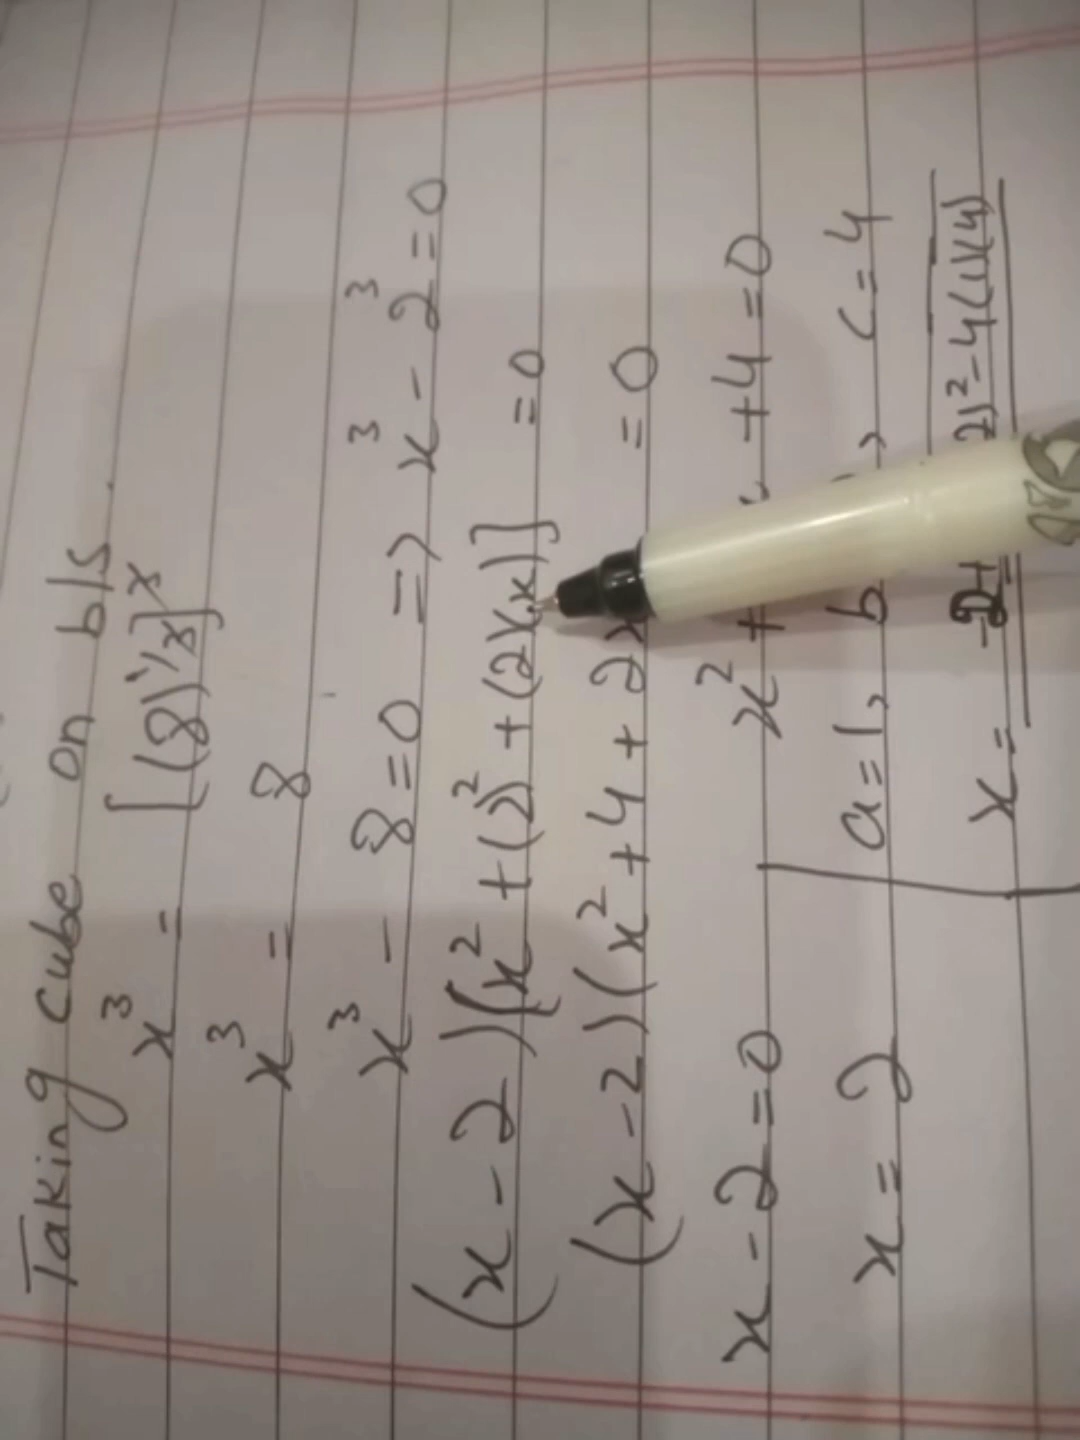 Taking cube on b/s.
x³ = [(8)^1/3]^3
x³ = 8
x³ - 8 = 0 => x³ - 2³ = 0
(x - 2)[x² + (2)² + (2)(x)] = 0
(x - 2)(x² + 4 + 2x = 0
x - 2 = 0 x² + +4 = 0
x = 2 a = 1, b , c = 4
x = -2± 2)² - 4(1)(4)